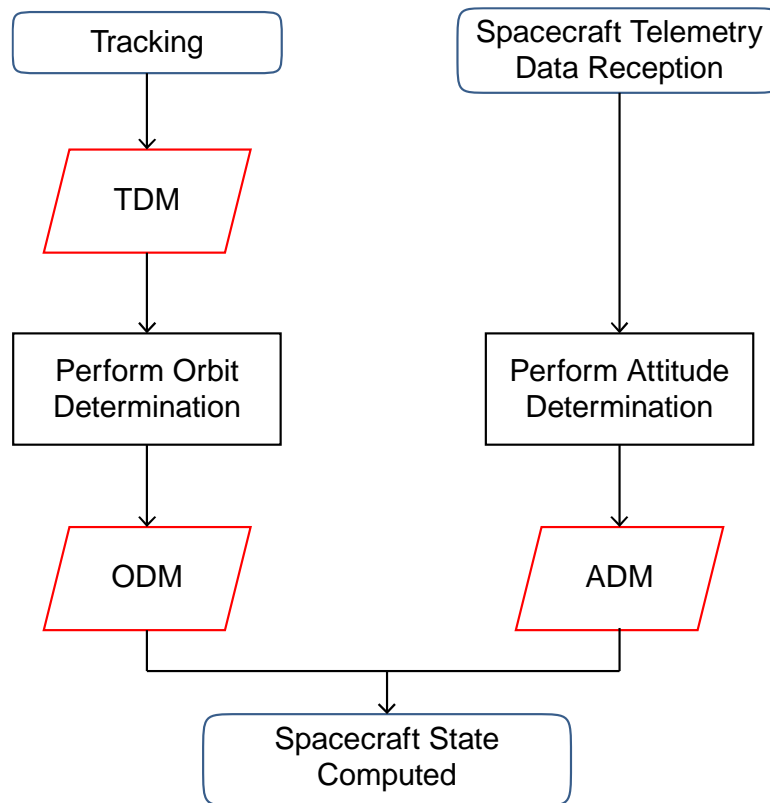 Tracking
Spacecraft Telemetry
Data Reception
TDM
Perform Orbit
Determination
Perform Attitude
Determination
ODM
ADM
Spacecraft State
Computed